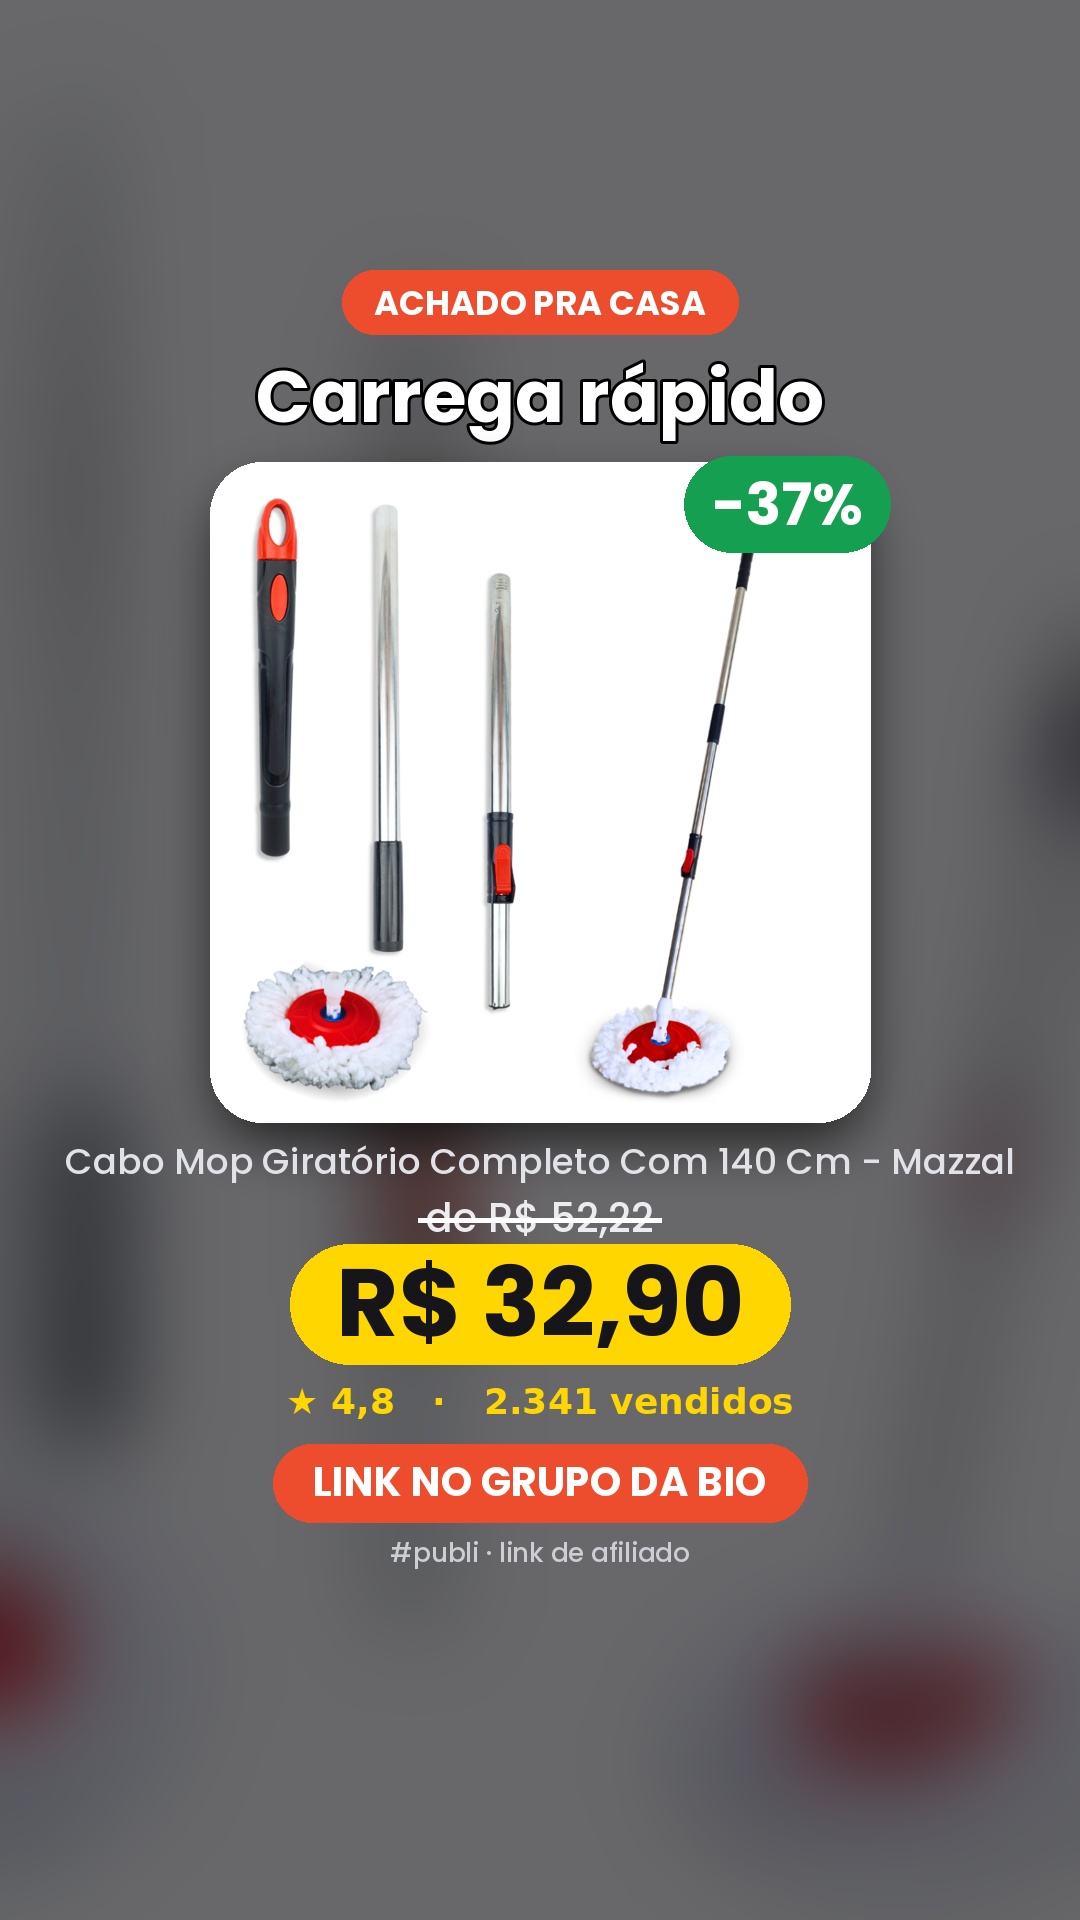 ACHADO PRA CASA
Carrega rápido
-37%
Cabo Mop Giratório Completo Com 140 Cm - Mazzal
de R$ 52,22
R$ 32,90
★ 4,8 · 2.341 vendidos
LINK NO GRUPO DA BIO
#publi · link de afiliado